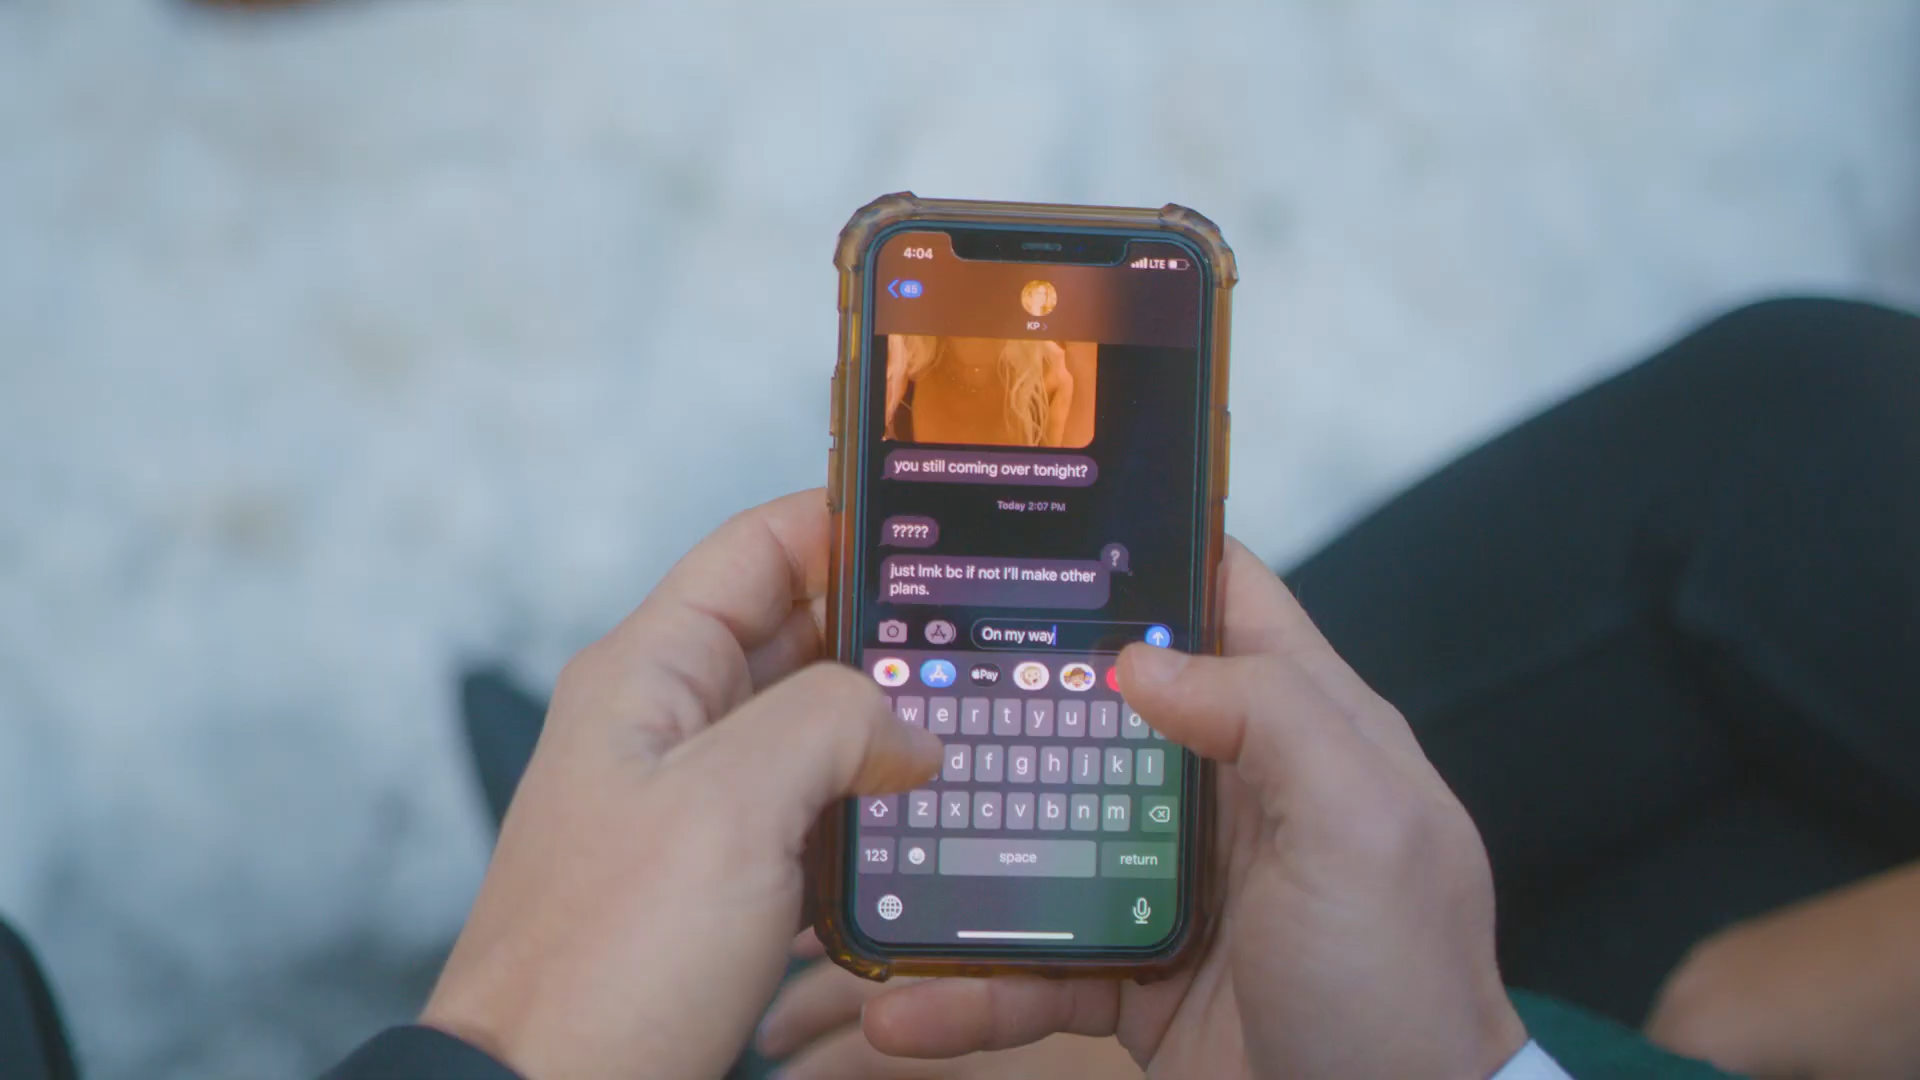 4:04
LTE
45
KP
you still coming over tonight?
Today 2:07 PM
?????
?
just lmk bc if not I'll make other
plans.
On my way
Pay
w e r t y u i o
d f g h j k l
z x c v b n m
123 space return